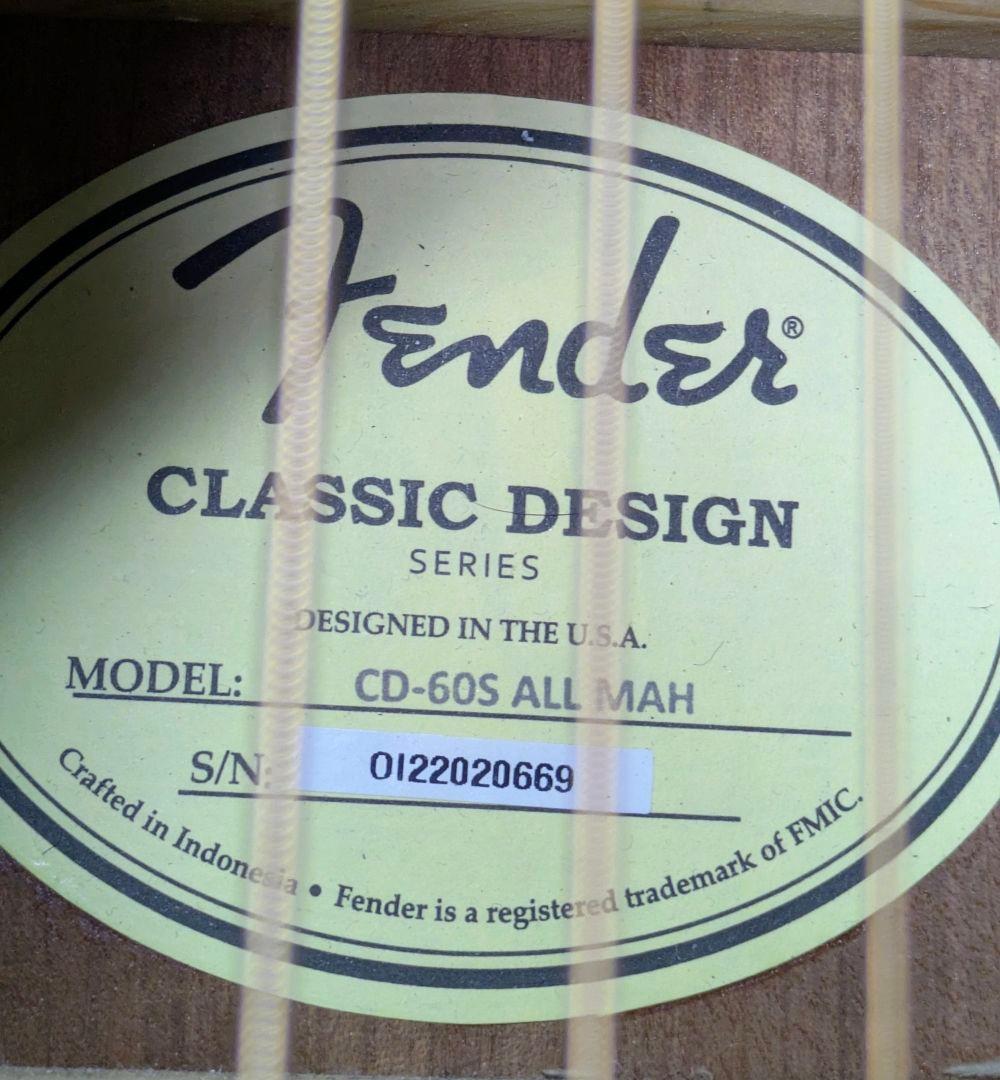 Fender®
CLASSIC DESIGN
SERIES
DESIGNED IN THE U.S.A.
MODEL: CD-60S ALL MAH
S/N: OI22020669
Crafted in Indonesia • Fender is a registered trademark of FMIC.